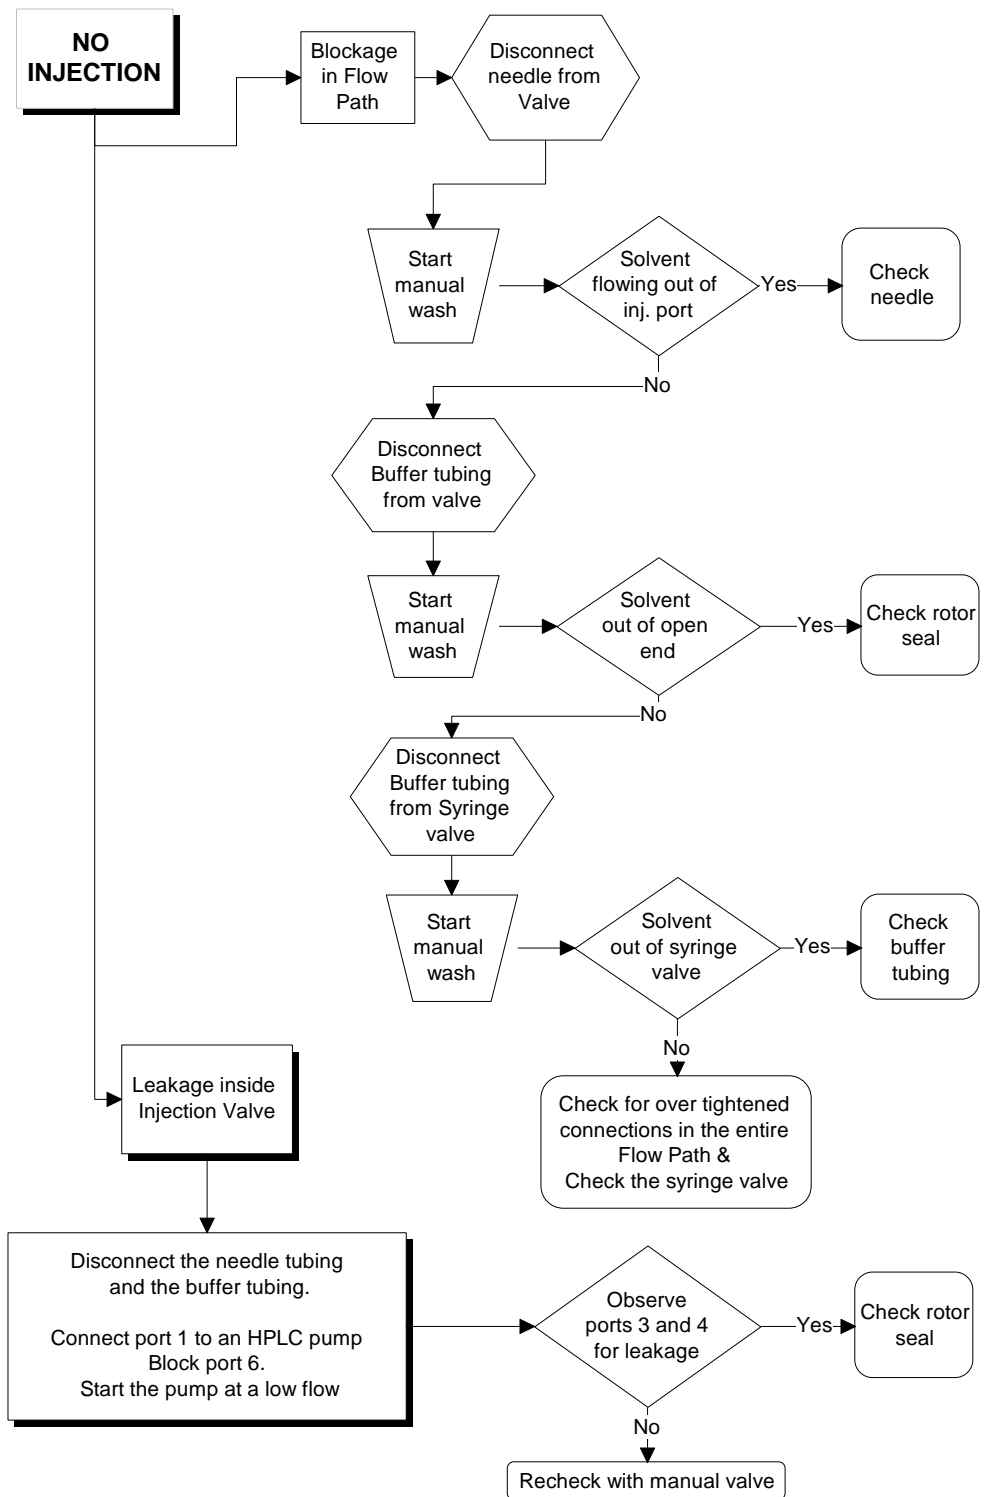 NO
INJECTION
Blockage
in Flow
Path
Disconnect
needle from
Valve
Start
manual
wash
Solvent
flowing out of
inj. port
Yes
Check
needle
No
Disconnect
Buffer tubing
from valve
Start
manual
wash
Solvent
out of open
end
Yes
Check rotor
seal
No
Disconnect
Buffer tubing
from Syringe
valve
Start
manual
wash
Solvent
out of syringe
valve
Yes
Check
buffer
tubing
No
Check for over tightened
connections in the entire
Flow Path &
Check the syringe valve
Leakage inside
Injection Valve
Disconnect the needle tubing
and the buffer tubing.
Connect port 1 to an HPLC pump
Block port 6.
Start the pump at a low flow
Observe
ports 3 and 4
for leakage
Yes
Check rotor
seal
No
Recheck with manual valve